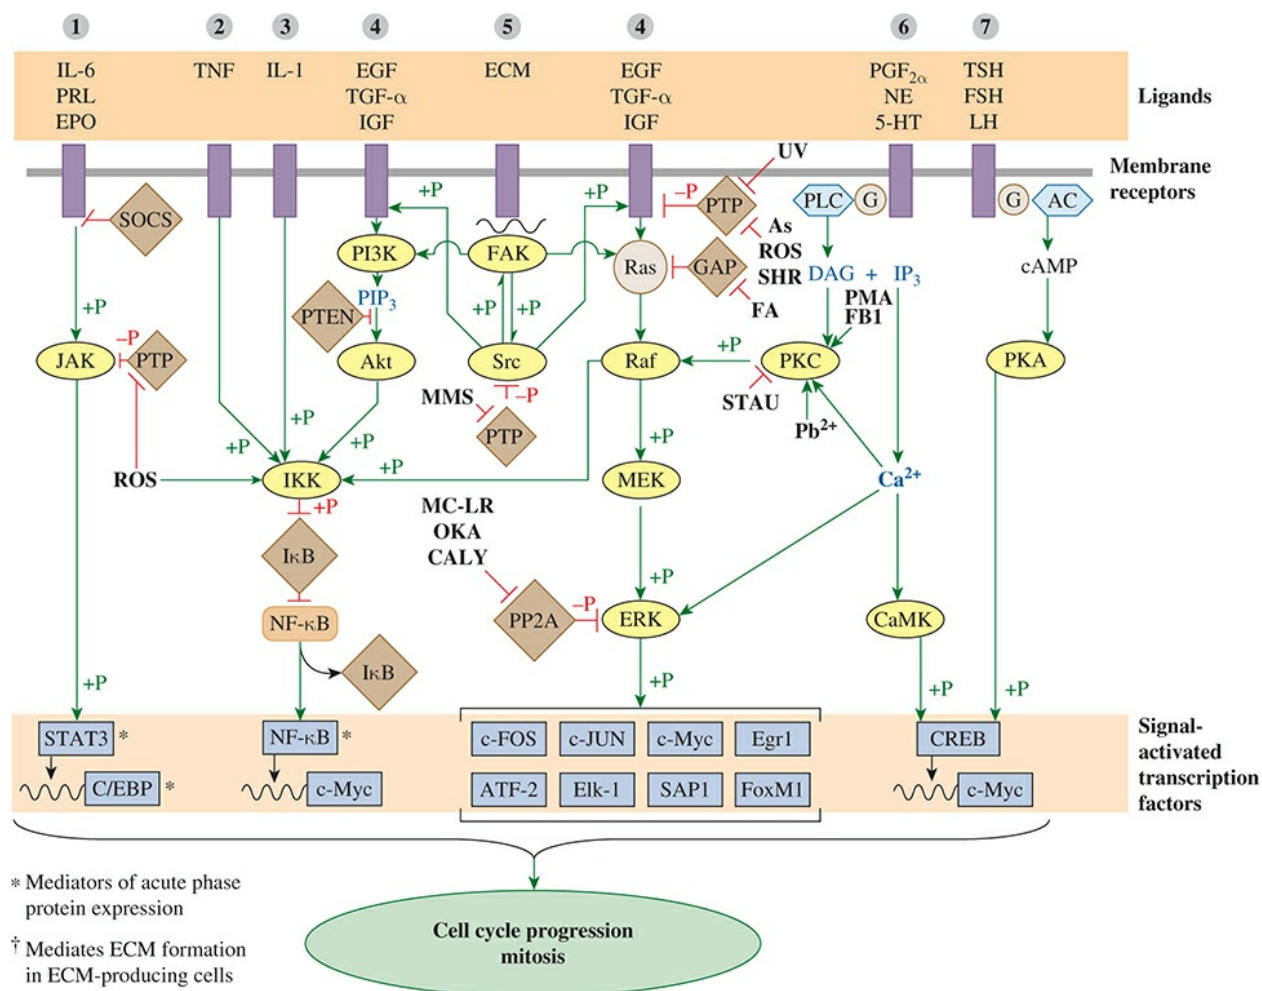 1 2 3 4 5 4 6 7
IL-6 TNF IL-1 EGF ECM EGF PGF2α TSH
PRL TGF-α TGF-α NE FSH
EPO IGF IGF 5-HT LH
Ligands
UV
Membrane
receptors
SOCS
+P +P –P PTP PLC G G AC
As
ROS
SHR
PI3K FAK Ras GAP cAMP
DAG + IP3
PMA
FB1
FA
PTEN PIP3 +P +P
+P
–P
JAK PTP Akt Src Raf +P PKC PKA
MMS –P STAU
PTP
Pb2+
+P +P +P +P
ROS IKK +P MEK Ca2+
+P
MC-LR
OKA
CALY
IκB
+P
PP2A –P ERK CaMK
NF-κB
IκB
+P +P +P +P
STAT3 * NF-κB * c-FOS c-JUN c-Myc Egr1 CREB
C/EBP * c-Myc ATF-2 Elk-1 SAP1 FoxM1 c-Myc
Signal-
activated
transcription
factors
* Mediators of acute phase
protein expression
† Mediates ECM formation
in ECM-producing cells
Cell cycle progression
mitosis